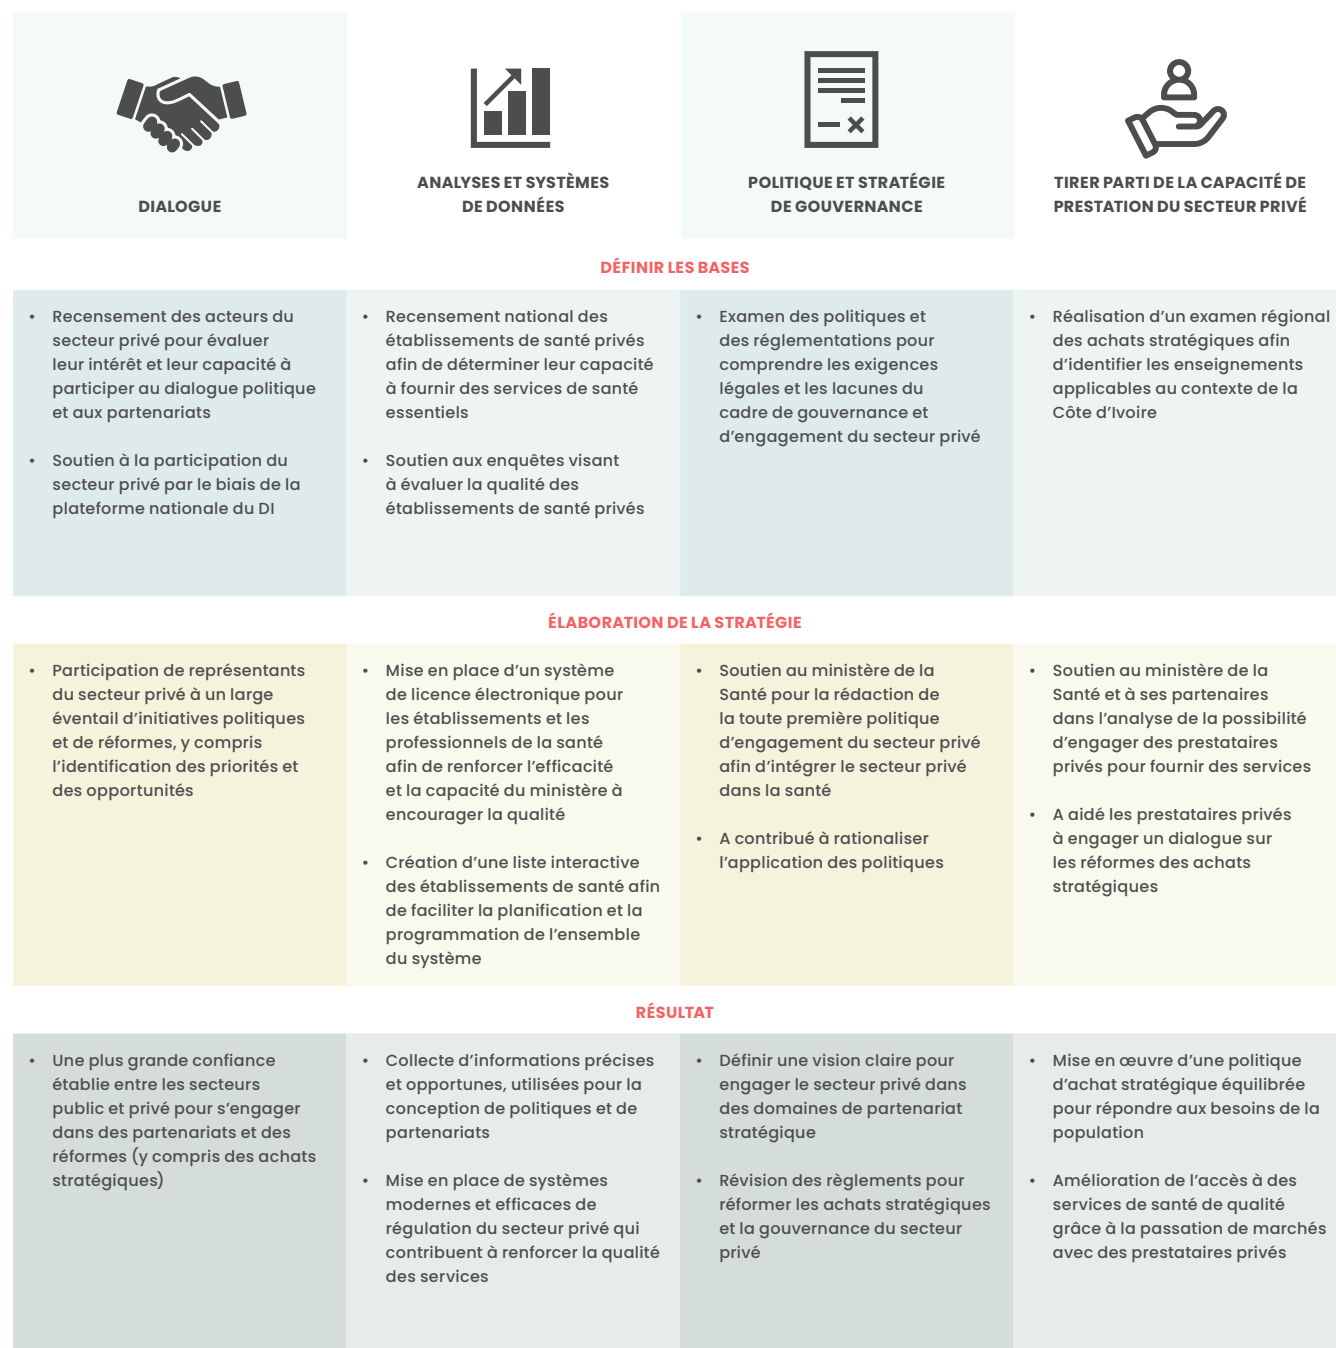 DIALOGUE
ANALYSES ET SYSTÈMES
DE DONNÉES
POLITIQUE ET STRATÉGIE
DE GOUVERNANCE
TIRER PARTI DE LA CAPACITÉ DE
PRESTATION DU SECTEUR PRIVÉ
DÉFINIR LES BASES
• Recensement des acteurs du
secteur privé pour évaluer
leur intérêt et leur capacité à
participer au dialogue politique
et aux partenariats
• Soutien à la participation du
secteur privé par le biais de la
plateforme nationale du DI
• Recensement national des
établissements de santé privés
afin de déterminer leur capacité
à fournir des services de santé
essentiels
• Soutien aux enquêtes visant
à évaluer la qualité des
établissements de santé privés
• Examen des politiques et
des réglementations pour
comprendre les exigences
légales et les lacunes du
cadre de gouvernance et
d’engagement du secteur privé
• Réalisation d’un examen régional
des achats stratégiques afin
d’identifier les enseignements
applicables au contexte de la
Côte d’Ivoire
ÉLABORATION DE LA STRATÉGIE
• Participation de représentants
du secteur privé à un large
éventail d’initiatives politiques
et de réformes, y compris
l’identification des priorités et
des opportunités
• Mise en place d’un système
de licence électronique pour
les établissements et les
professionnels de la santé
afin de renforcer l’efficacité
et la capacité du ministère à
encourager la qualité
• Création d’une liste interactive
des établissements de santé afin
de faciliter la planification et la
programmation de l’ensemble
du système
• Soutien au ministère de la
Santé pour la rédaction de
la toute première politique
d’engagement du secteur privé
afin d’intégrer le secteur privé
dans la santé
• A contribué à rationaliser
l’application des politiques
• Soutien au ministère de la
Santé et à ses partenaires
dans l’analyse de la possibilité
d’engager des prestataires
privés pour fournir des services
• A aidé les prestataires privés
à engager un dialogue sur
les réformes des achats
stratégiques
RÉSULTAT
• Une plus grande confiance
établie entre les secteurs
public et privé pour s’engager
dans des partenariats et des
réformes (y compris des achats
stratégiques)
• Collecte d’informations précises
et opportunes, utilisées pour la
conception de politiques et de
partenariats
• Mise en place de systèmes
modernes et efficaces de
régulation du secteur privé qui
contribuent à renforcer la qualité
des services
• Définir une vision claire pour
engager le secteur privé dans
des domaines de partenariat
stratégique
• Révision des règlements pour
réformer les achats stratégiques
et la gouvernance du secteur
privé
• Mise en œuvre d’une politique
d’achat stratégique équilibrée
pour répondre aux besoins de la
population
• Amélioration de l’accès à des
services de santé de qualité
grâce à la passation de marchés
avec des prestataires privés